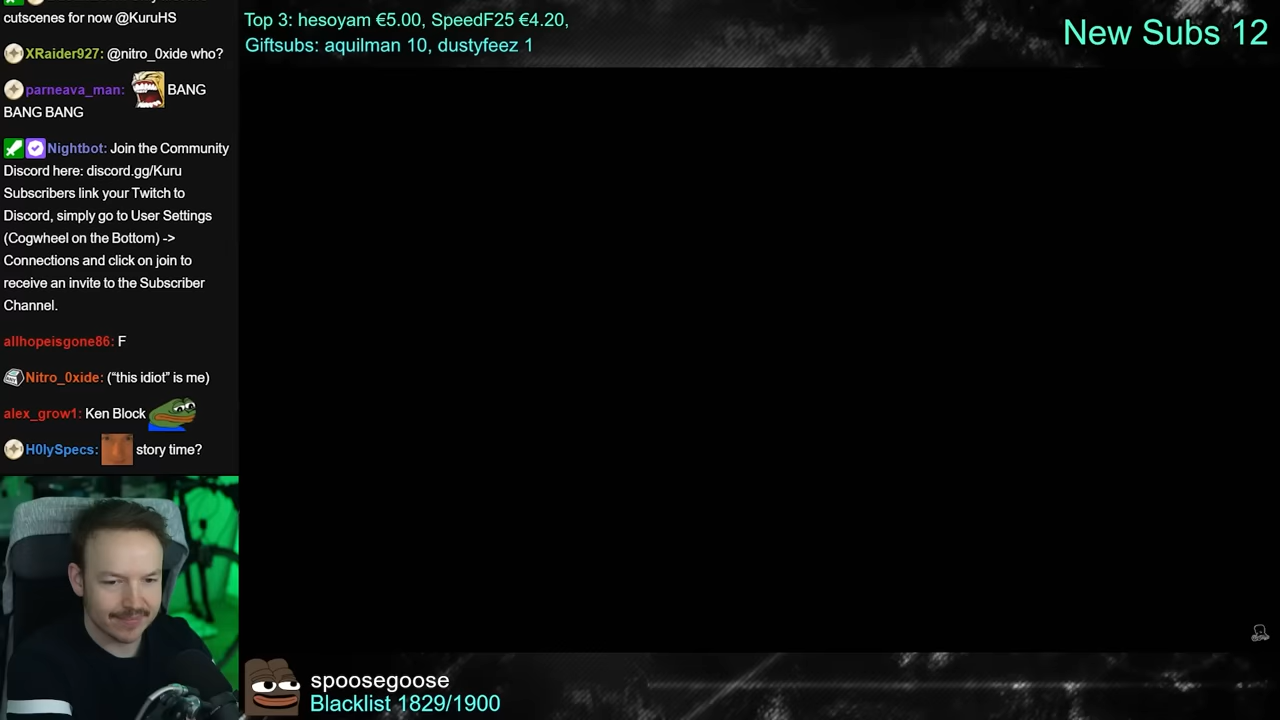 cutscenes for now @KuruHS
XRaider927: @nitro_0xide who?
parneava_man: BANG
BANG BANG
Nightbot: Join the Community
Discord here: discord.gg/Kuru
Subscribers link your Twitch to
Discord, simply go to User Settings
(Cogwheel on the Bottom) ->
Connections and click on join to
receive an invite to the Subscriber
Channel.
allhopeisgone86: F
Nitro_0xide: (“this idiot” is me)
alex_grow1: Ken Block
H0lySpecs: story time?
Top 3: hesoyam €5.00, SpeedF25 €4.20,
Giftsubs: aquilman 10, dustyfeez 1
New Subs 12
spoosegoose
Blacklist 1829/1900